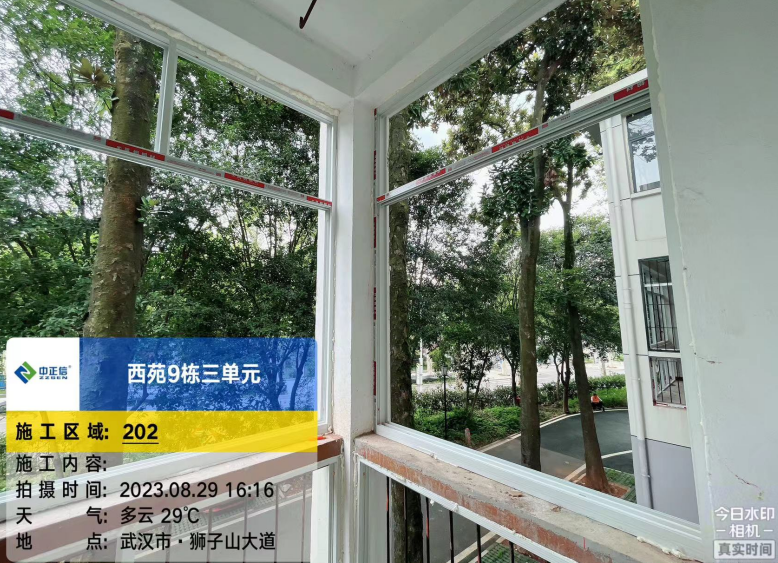 中正信
ZZGEN
西苑9栋三单元
施工区域: 202
施工内容:
拍摄时间: 2023.08.29 16:16
天气: 多云 29℃
地点: 武汉市·狮子山大道
今日水印
-相机-
真实时间